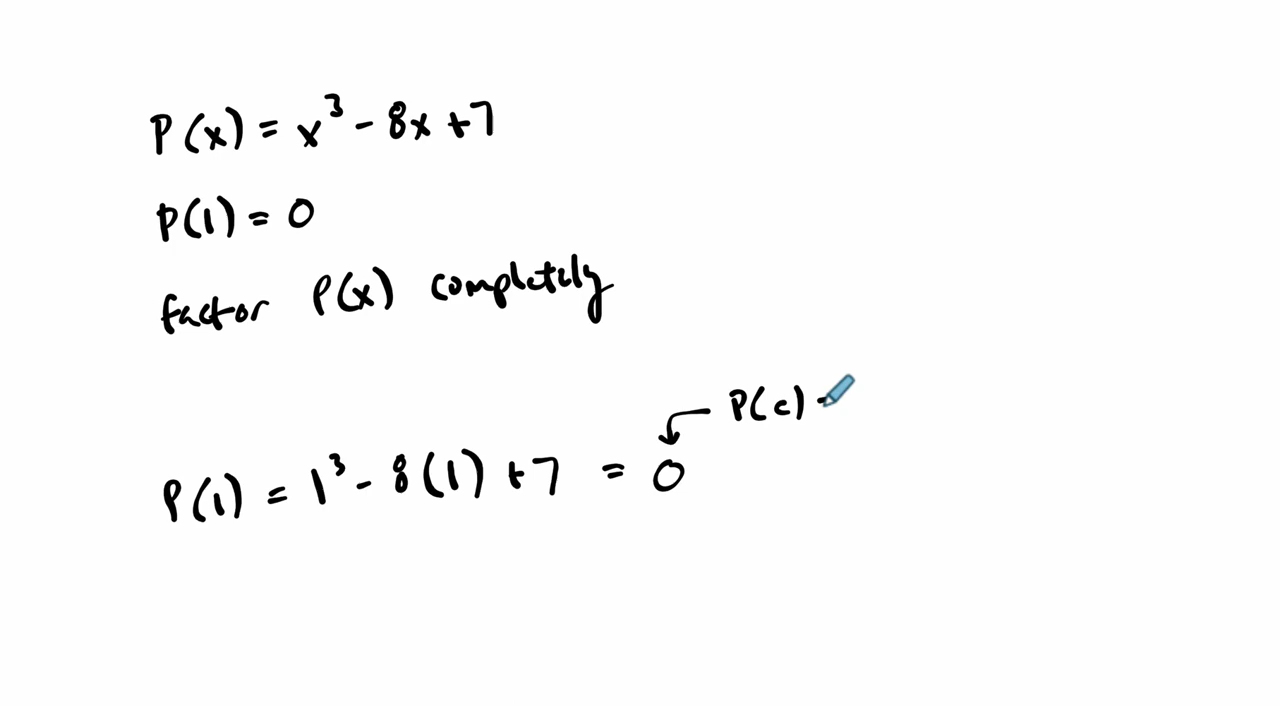 P(x) = x³ - 8x + 7
P(1) = 0
factor P(x) completely
P(c) =
P(1) = 1³ - 8(1) + 7 = 0